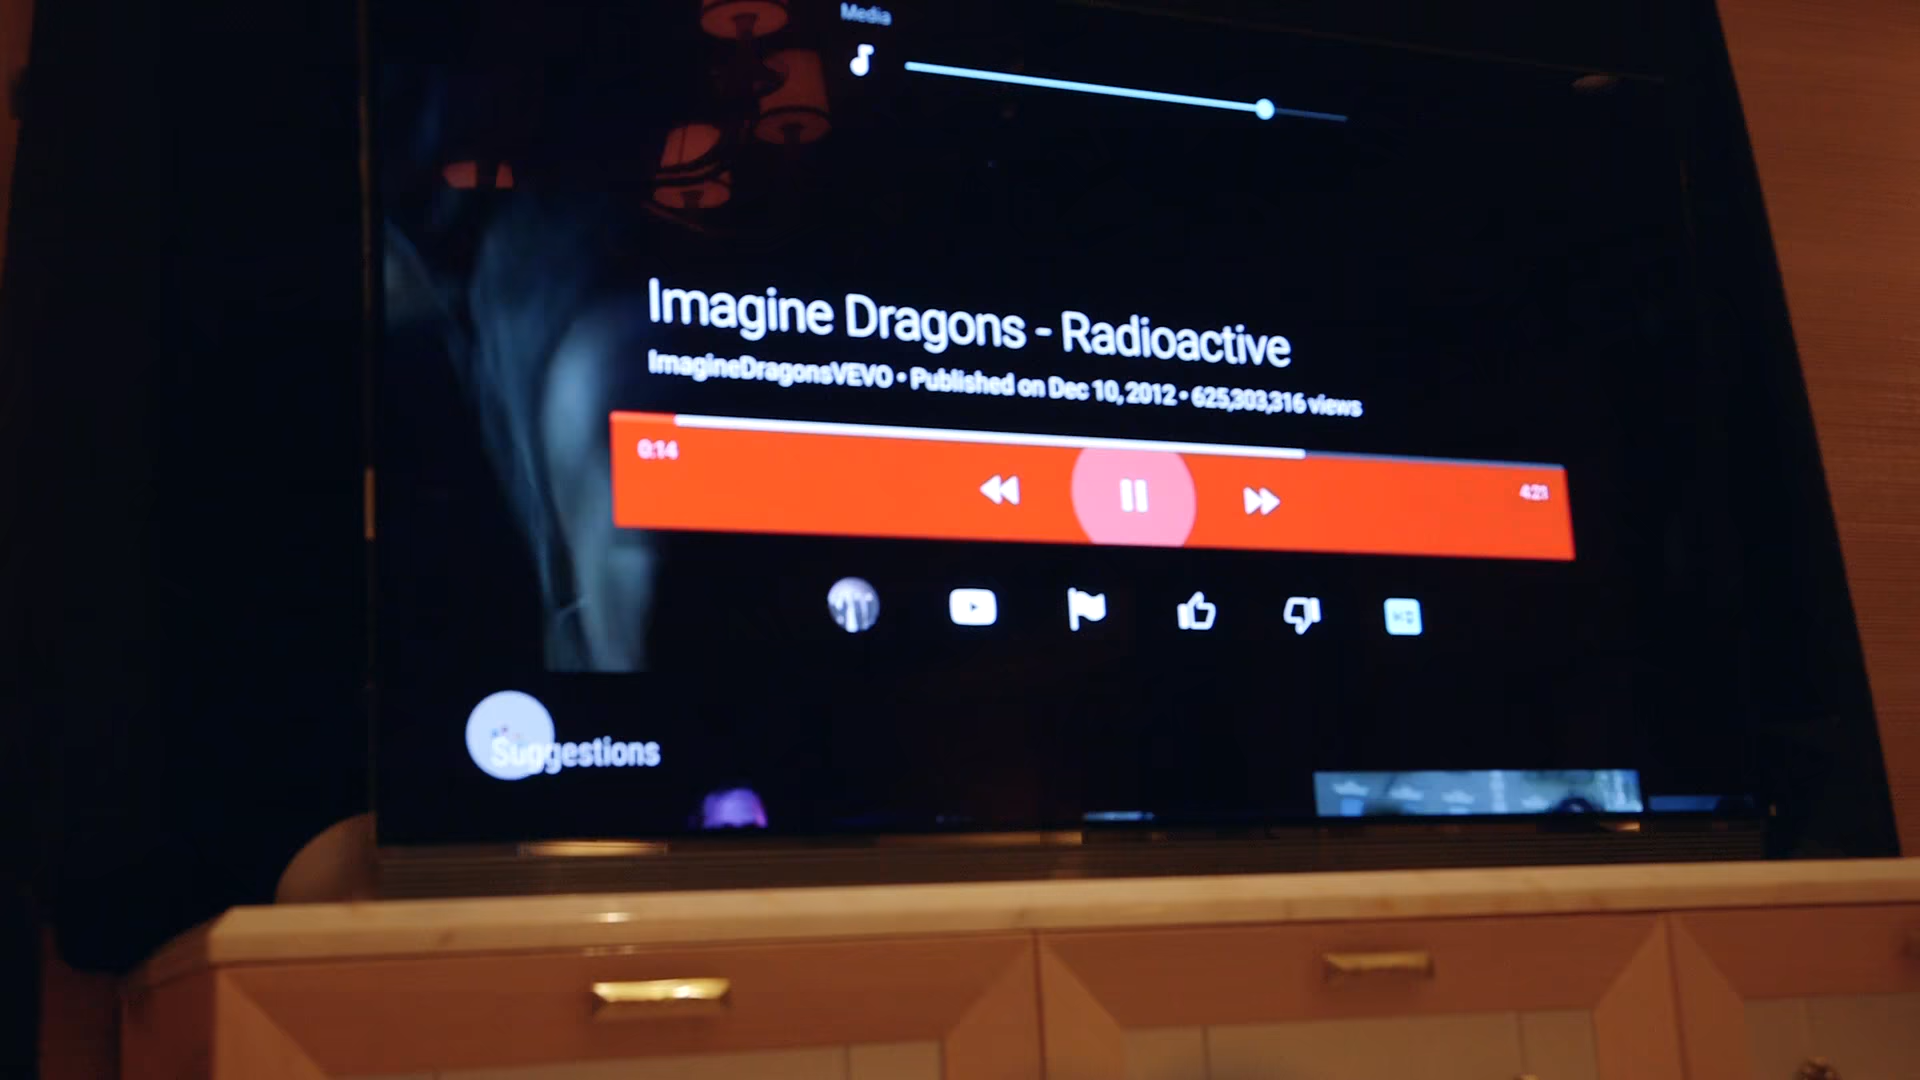 Media
Imagine Dragons - Radioactive
ImagineDragonsVEVO • Published on Dec 10, 2012 • 625,303,316 views
0:14
4:21
Suggestions